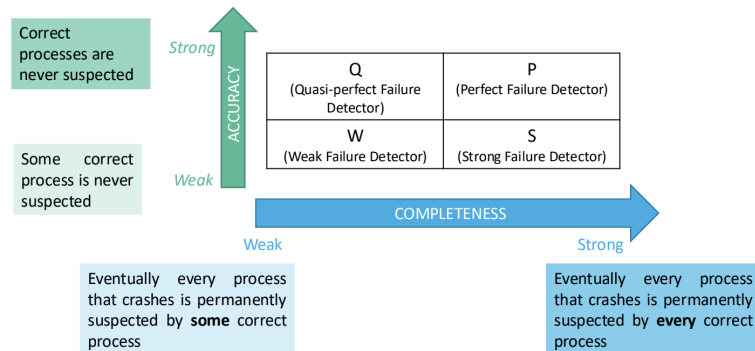 Correct
processes are
never suspected
Strong
Q
(Quasi-perfect Failure
Detector)
P
(Perfect Failure Detector)
ACCURACY
W
(Weak Failure Detector)
S
(Strong Failure Detector)
Some correct
process is never
suspected
Weak
COMPLETENESS
Weak
Strong
Eventually every process
that crashes is permanently
suspected by some correct
process
Eventually every process
that crashes is permanently
suspected by every correct
process